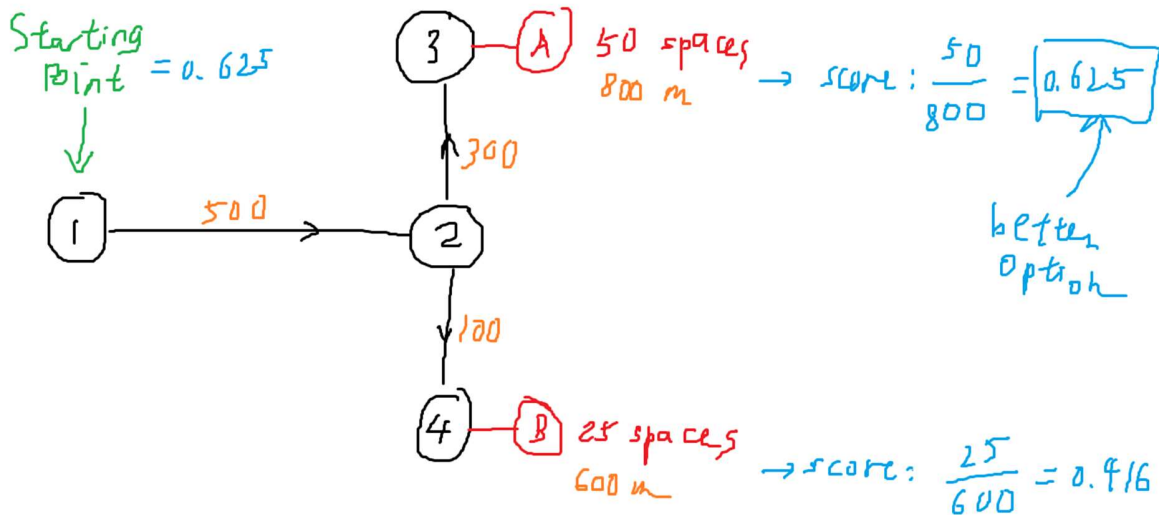 Starting
Point = 0.625
3
A
50 spaces
800 m
→ score: 50/800 = 0.625
300
1
500
2
better
option
100
4
B
25 spaces
600 m
→ score: 25/600 = 0.416